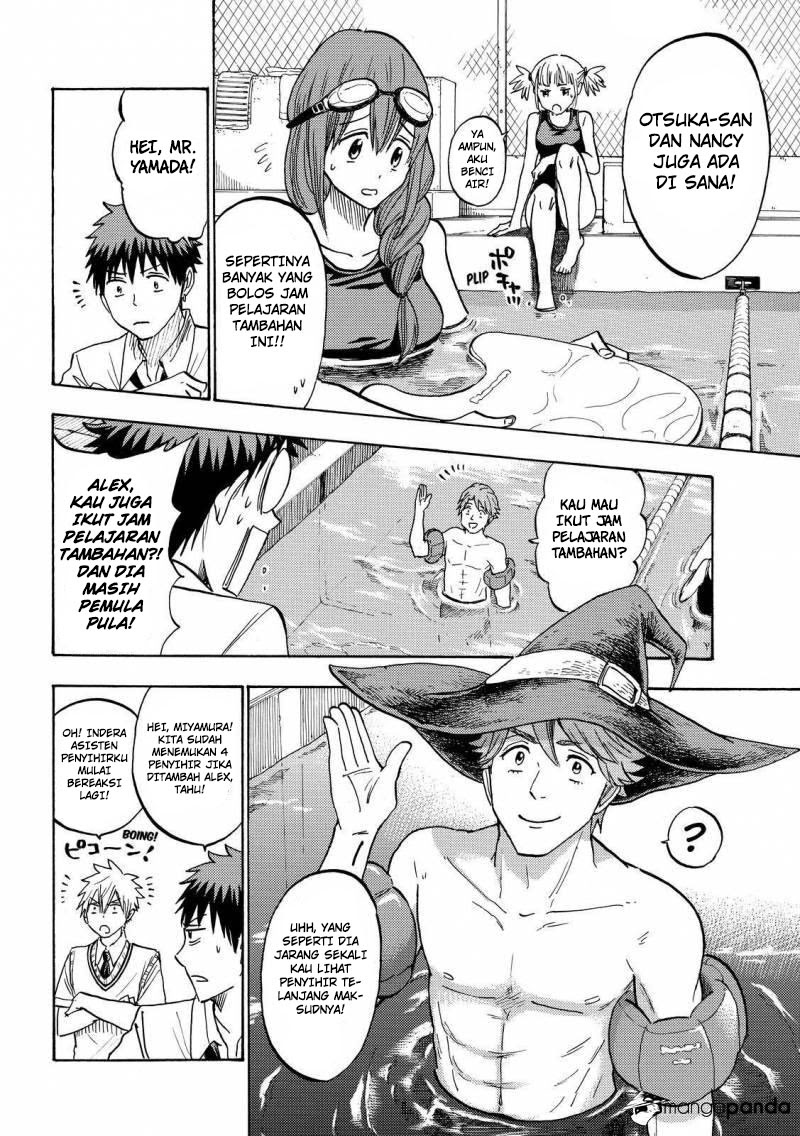 OTSUKA-SAN
DAN NANCY
JUGA ADA
DI SANA!
YA
AMPUN,
AKU
BENCI
AIR!
ポチャッ
PLIP
SEPERTINYA
BANYAK YANG
BOLOS JAM
PELAJARAN
TAMBAHAN
INI!!
HEI, MR.
YAMADA!
KAU MAU
IKUT JAM
PELAJARAN
TAMBAHAN?
ALEX,
KAU JUGA
IKUT JAM
PELAJARAN
TAMBAHAN?!
DAN DIA
MASIH
PEMULA
PULA!
?
UHH, YANG
SEPERTI DIA
JARANG SEKALI
KAU LIHAT
PENYIHIR TE-
LANJANG MAK-
SUDNYA!
HEI, MIYAMURA!
KITA SUDAH
MENEMUKAN 4
PENYIHIR JIKA
DITAMBAH ALEX,
TAHU!
OH! INDERA
ASISTEN
PENYIHIRKU
MULAI
BEREAKSI
LAGI!
BOING!
ピコーン!
mangapanda